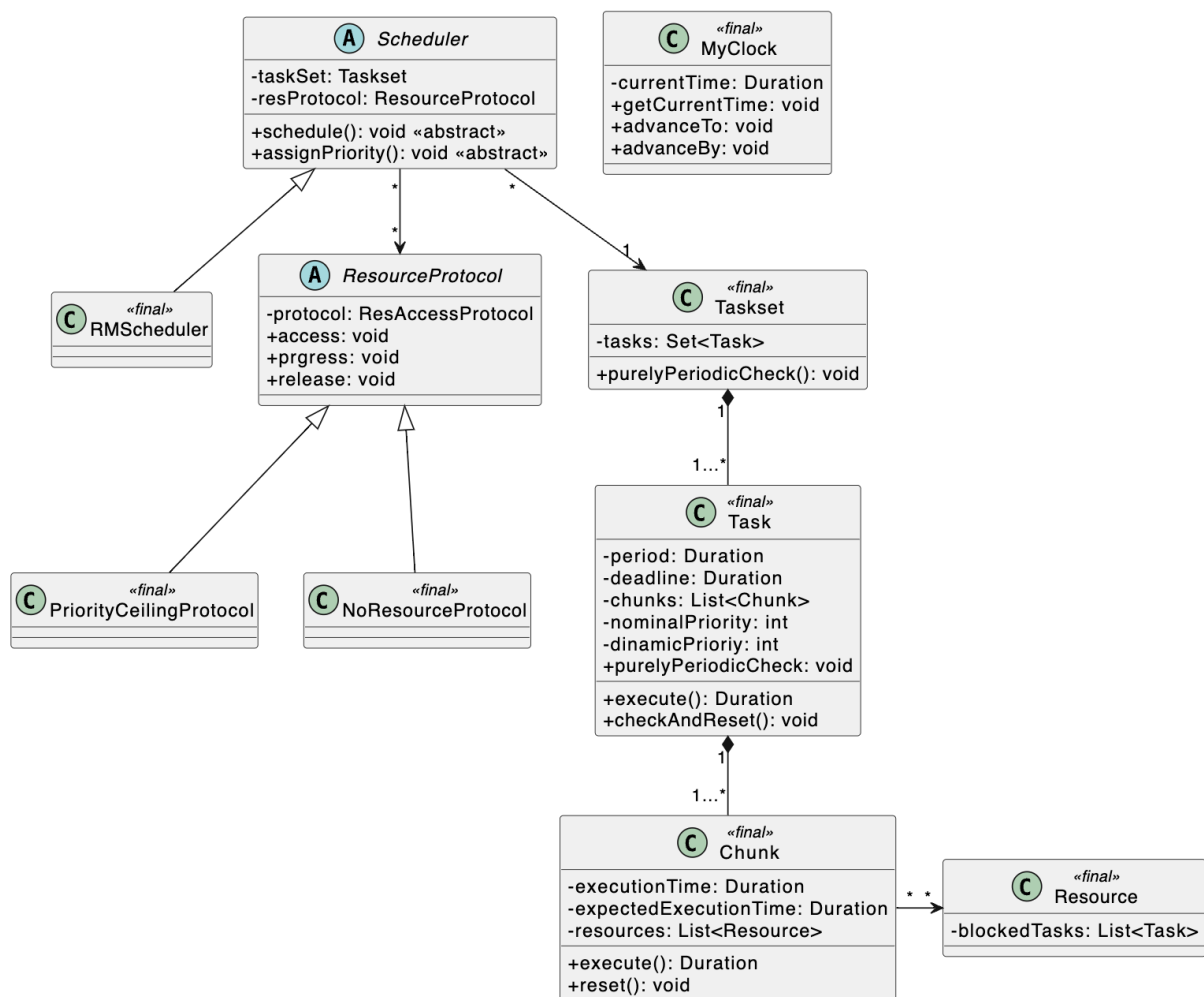 A Scheduler
-taskSet: Taskset
-resProtocol: ResourceProtocol
+schedule(): void «abstract»
+assignPriority(): void «abstract»
C «final»
MyClock
-currentTime: Duration
+getCurrentTime: void
+advanceTo: void
+advanceBy: void
* *
* 1
C «final»
RMScheduler
A ResourceProtocol
-protocol: ResAccessProtocol
+access: void
+prgress: void
+release: void
C «final»
Taskset
-tasks: Set<Task>
+purelyPeriodicCheck(): void
1
1...*
C «final»
PriorityCeilingProtocol
C «final»
NoResourceProtocol
C «final»
Task
-period: Duration
-deadline: Duration
-chunks: List<Chunk>
-nominalPriority: int
-dinamicPrioriy: int
+purelyPeriodicCheck: void
+execute(): Duration
+checkAndReset(): void
1
1...*
C «final»
Chunk
-executionTime: Duration
-expectedExecutionTime: Duration
-resources: List<Resource>
+execute(): Duration
+reset(): void
* *
C «final»
Resource
-blockedTasks: List<Task>